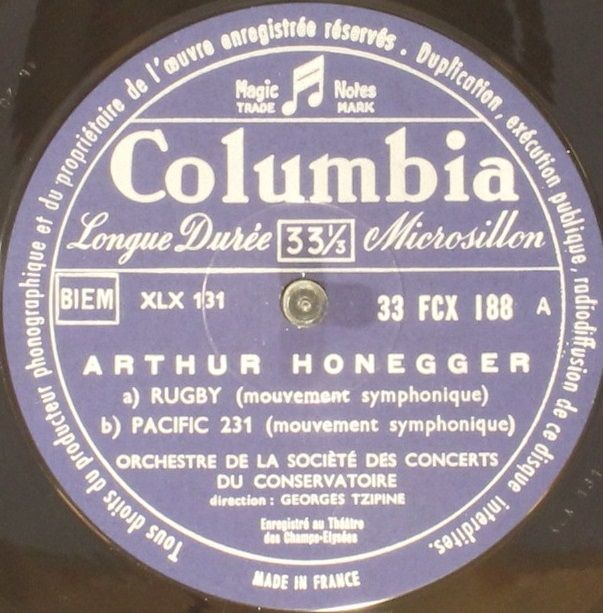 Tous droits du producteur phonographique et du propriétaire de l'œuvre enregistrée réservés. Duplication, exécution publique, radiodiffusion de ce disque interdites.
Magic Notes
TRADE MARK
Columbia
Longue Durée 33⅓ Microsillon
BIEM XLX 131 33 FCX 188 A
ARTHUR HONEGGER
a) RUGBY (mouvement symphonique)
b) PACIFIC 231 (mouvement symphonique)
ORCHESTRE DE LA SOCIÈTÉ DES CONCERTS
DU CONSERVATOIRE
direction : GEORGES TZIPINE
Enregistré au Théâtre
des Champs-Elysées
MADE IN FRANCE